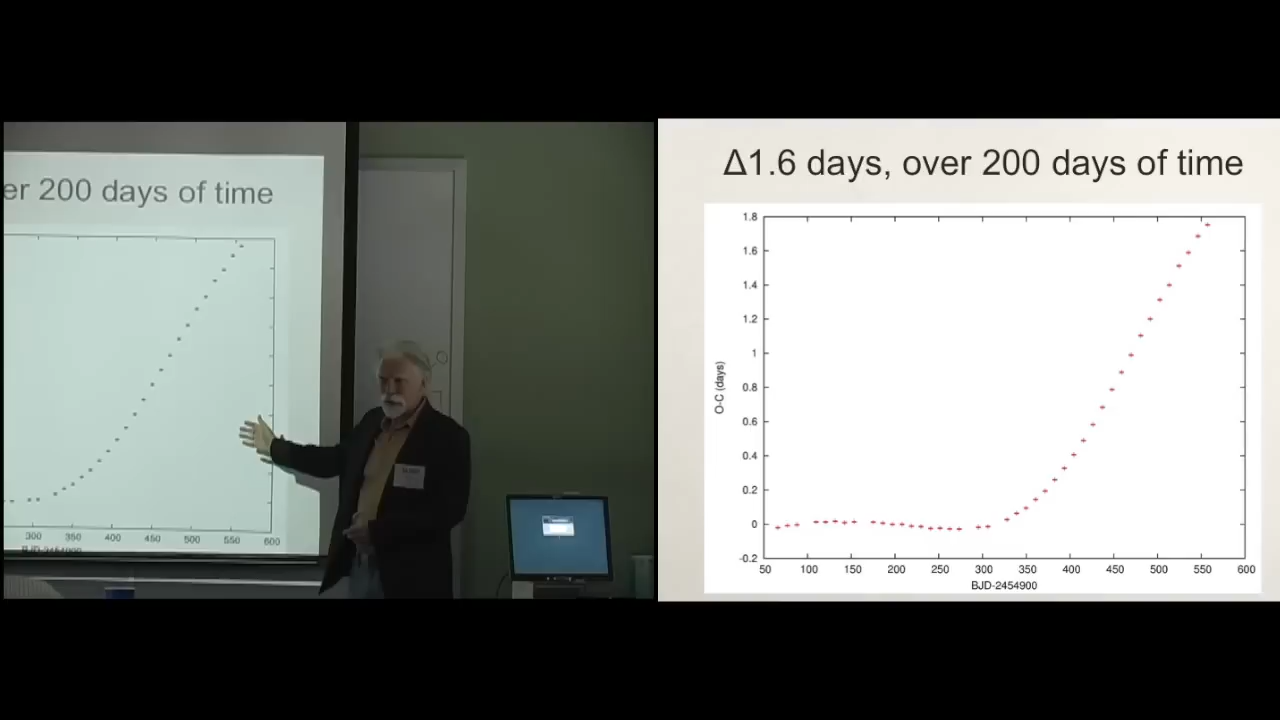 er 200 days of time
300 350 400 450 500 550 600
BJD-2454900
Δ1.6 days, over 200 days of time
1.8
1.6
1.4
1.2
1
0.8
0.6
0.4
0.2
0
-0.2
O-C (days)
50 100 150 200 250 300 350 400 450 500 550 600
BJD-2454900